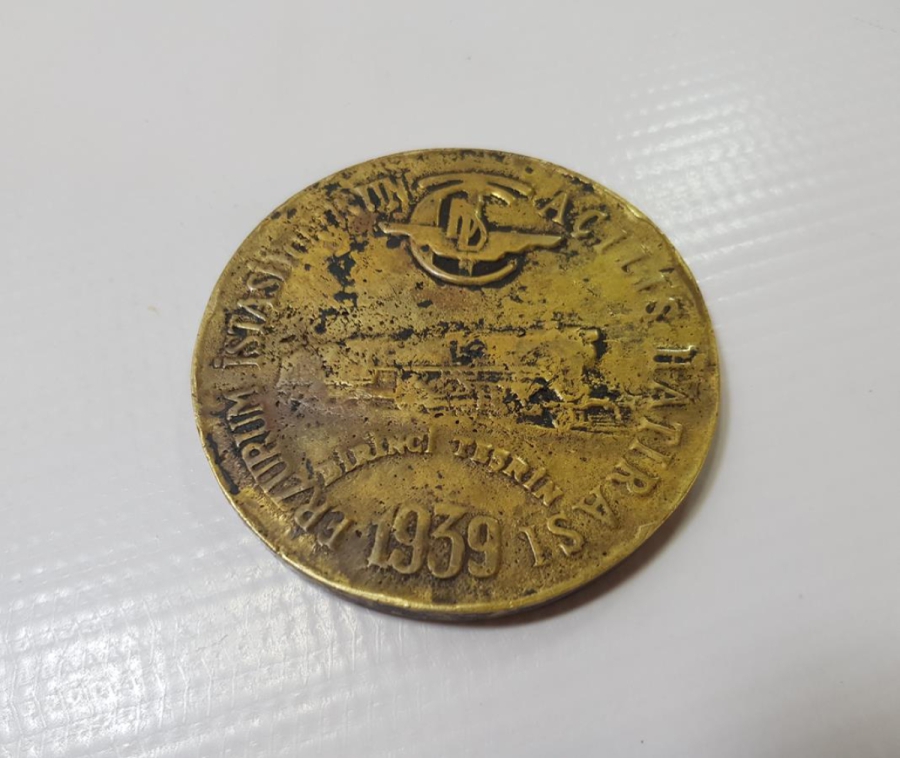 ERZURUM İSTASYONUNUN AÇILIŞ HATIRASI
BİRİNCİ TEŞRİN
1939